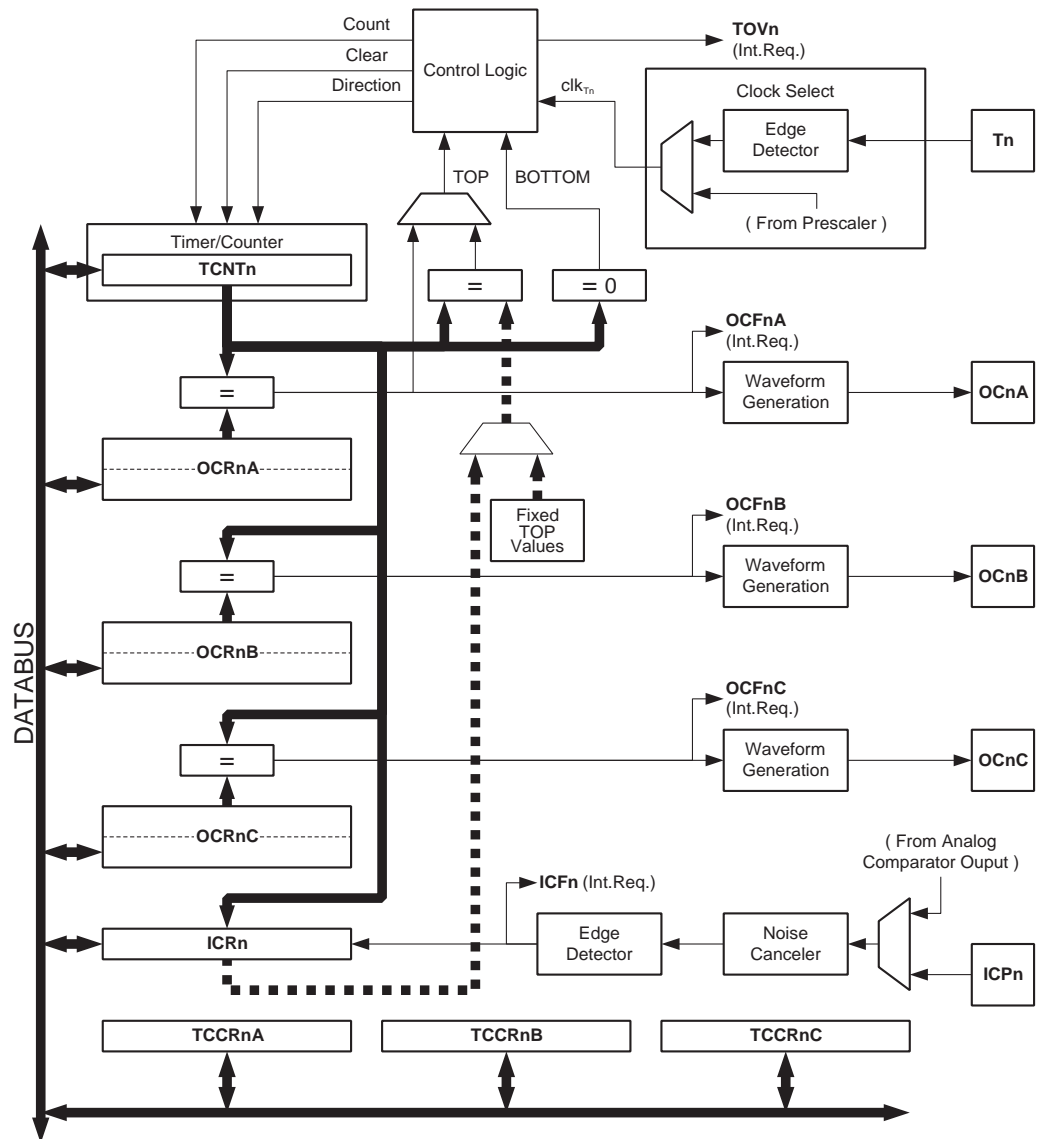 Count
Clear
Direction
Control Logic
TOVn
(Int.Req.)
clkTn
Clock Select
Edge
Detector
Tn
( From Prescaler )
TOP
BOTTOM
Timer/Counter
TCNTn
=
= 0
OCFnA
(Int.Req.)
=
Waveform
Generation
OCnA
OCRnA
Fixed
TOP
Values
OCFnB
(Int.Req.)
=
Waveform
Generation
OCnB
OCRnB
DATABUS
OCFnC
(Int.Req.)
=
Waveform
Generation
OCnC
OCRnC
( From Analog
Comparator Ouput )
ICFn (Int.Req.)
ICRn
Edge
Detector
Noise
Canceler
ICPn
TCCRnA
TCCRnB
TCCRnC